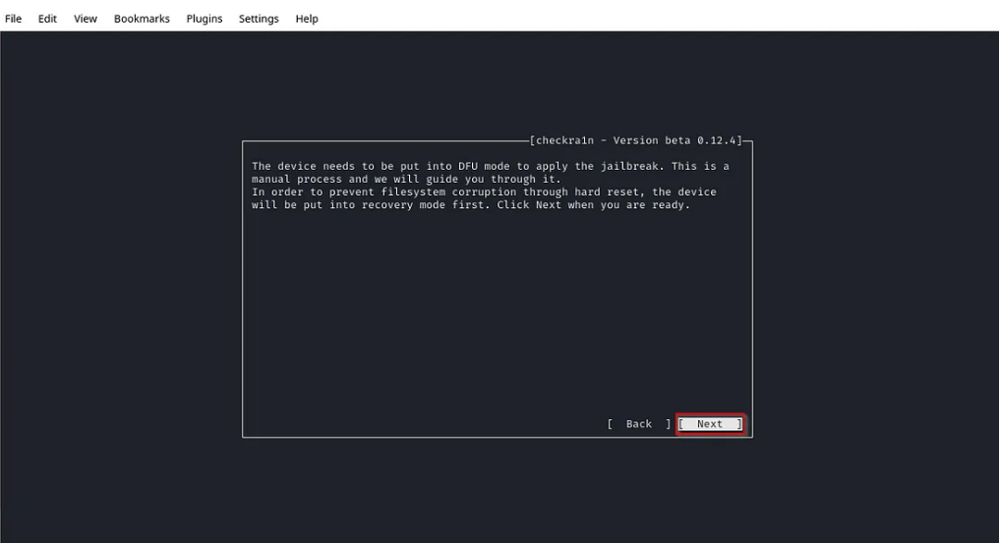 File Edit View Bookmarks Plugins Settings Help
[checkra1n - Version beta 0.12.4]
The device needs to be put into DFU mode to apply the jailbreak. This is a
manual process and we will guide you through it.
In order to prevent filesystem corruption through hard reset, the device
will be put into recovery mode first. Click Next when you are ready.
[ Back ] [ Next ]